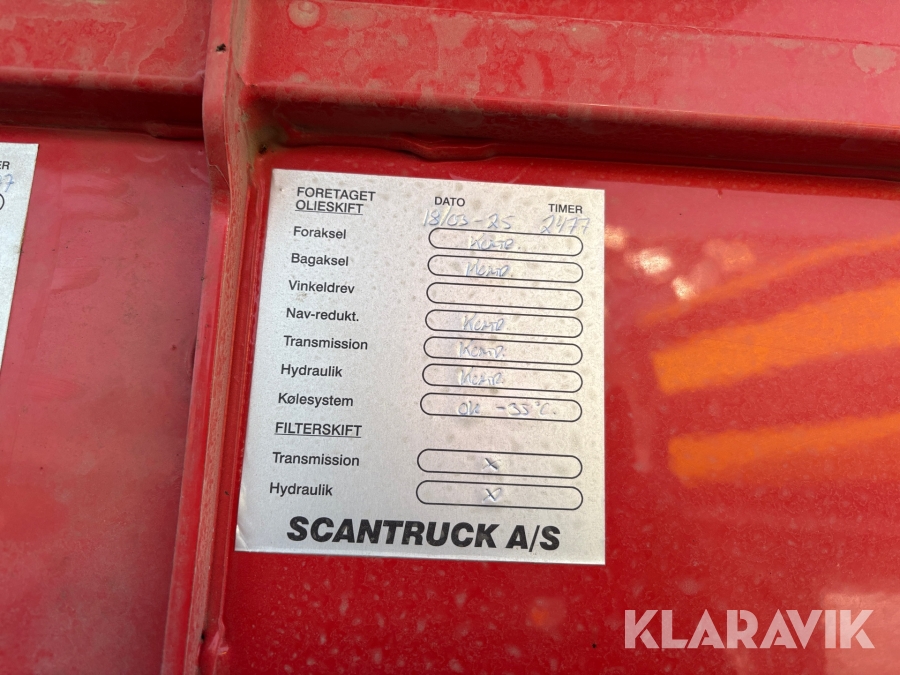 FORETAGET DATO TIMER
OLIESKIFT 18/03-25 2477
Foraksel Kontr.
Bagaksel Kontr.
Vinkeldrev
Nav-redukt. Kontr.
Transmission Kontr.
Hydraulik Kontr.
Kølesystem OK -35°C.
FILTERSKIFT
Transmission X
Hydraulik X
SCANTRUCK A/S
KLARAVIK